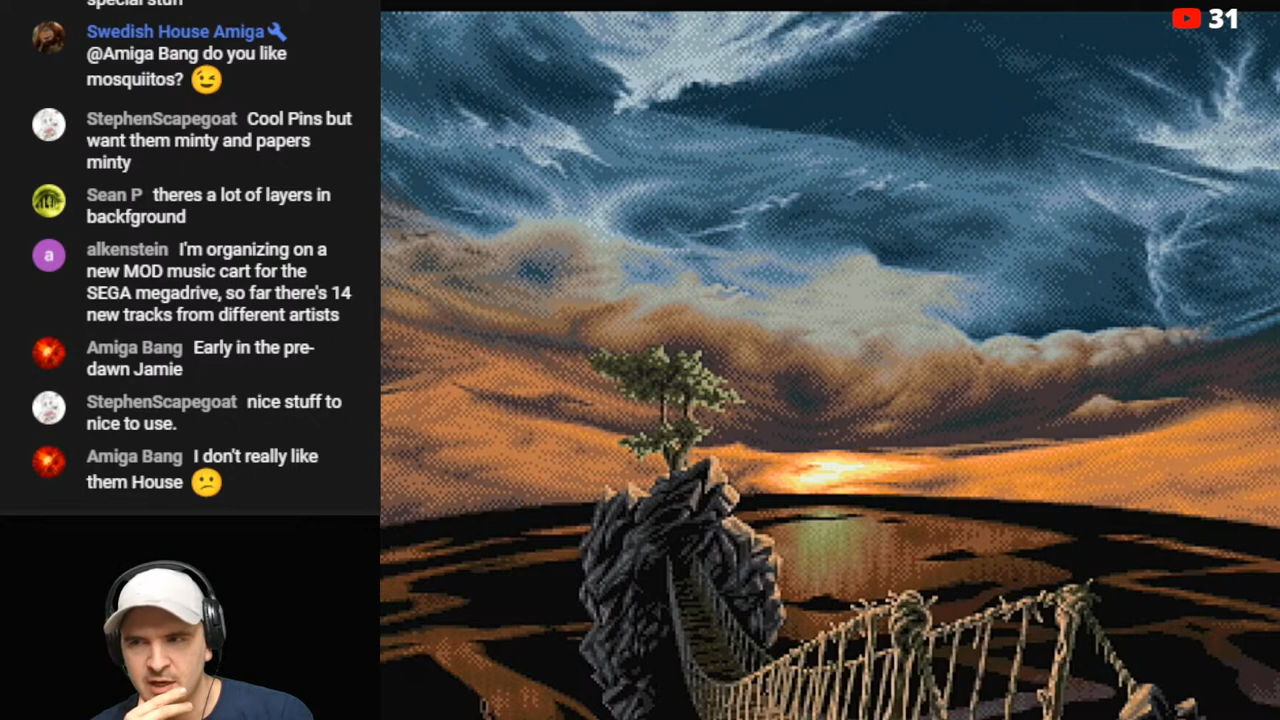 special stuff
Swedish House Amiga
@Amiga Bang do you like
mosquiitos?
StephenScapegoat Cool Pins but
want them minty and papers
minty
Sean P theres a lot of layers in
backfground
a alkenstein I'm organizing on a
new MOD music cart for the
SEGA megadrive, so far there's 14
new tracks from different artists
Amiga Bang Early in the pre-
dawn Jamie
StephenScapegoat nice stuff to
nice to use.
Amiga Bang I don't really like
them House
31